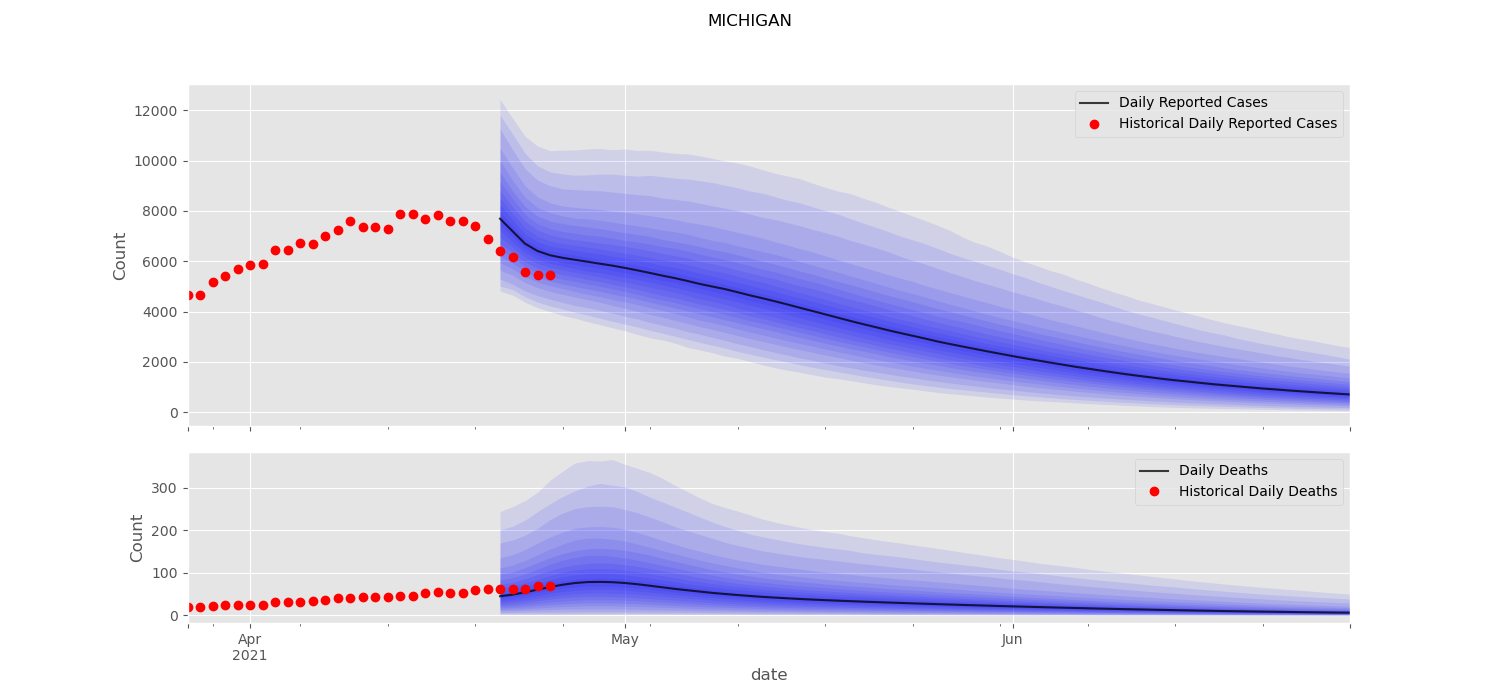 MICHIGAN
12000
10000
8000
6000
4000
2000
0
Count
Daily Reported Cases
Historical Daily Reported Cases
300
200
100
0
Count
Daily Deaths
Historical Daily Deaths
Apr
2021
May
Jun
date